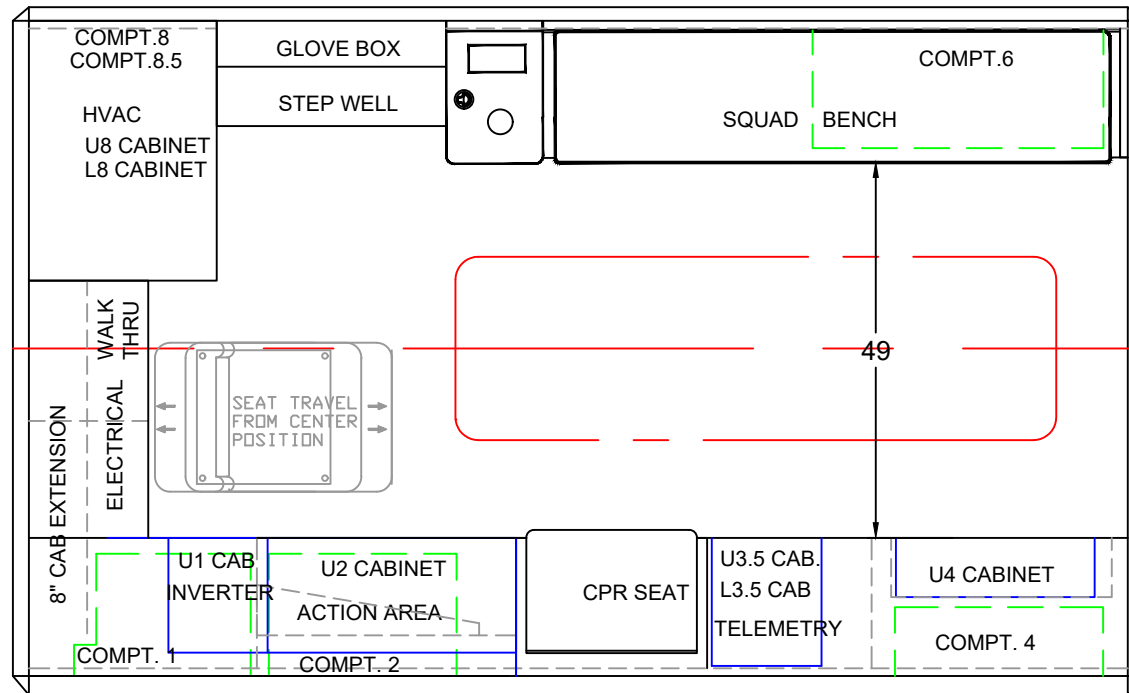 COMPT.8
COMPT.8.5
HVAC
U8 CABINET
L8 CABINET
GLOVE BOX
STEP WELL
COMPT.6
SQUAD BENCH
WALK
THRU
ELECTRICAL
8" CAB EXTENSION
SEAT TRAVEL
FROM CENTER
POSITION
49
U1 CAB
INVERTER
U2 CABINET
ACTION AREA
COMPT. 1
COMPT. 2
CPR SEAT
U3.5 CAB.
L3.5 CAB
TELEMETRY
U4 CABINET
COMPT. 4